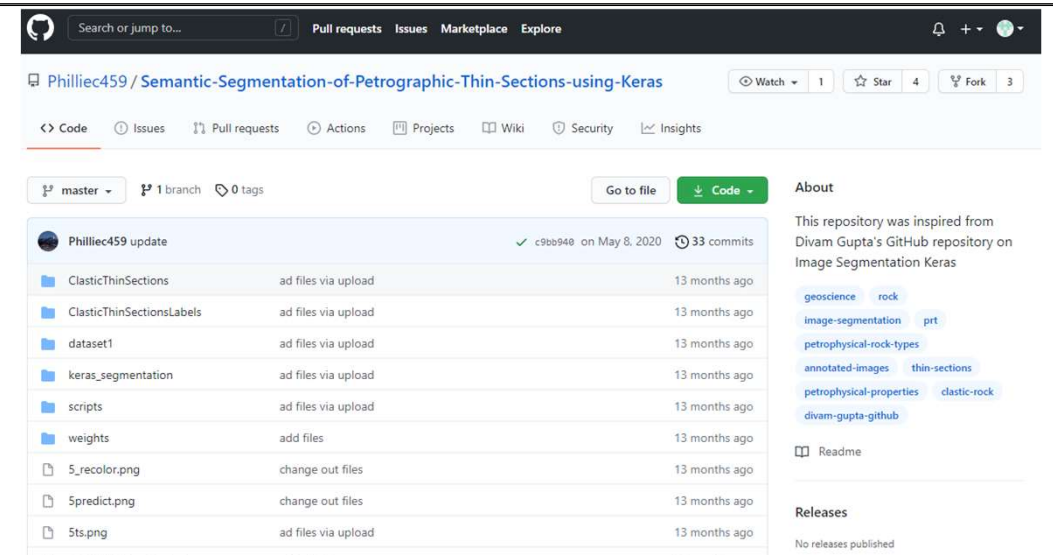 Search or jump to... / Pull requests Issues Marketplace Explore
Philliec459 / Semantic-Segmentation-of-Petrographic-Thin-Sections-using-Keras Watch 1 Star 4 Fork 3
<> Code Issues Pull requests Actions Projects Wiki Security Insights
master 1 branch 0 tags Go to file Code
Philliec459 update c9bb940 on May 8, 2020 33 commits
ClasticThinSections ad files via upload 13 months ago
ClasticThinSectionsLabels ad files via upload 13 months ago
dataset1 ad files via upload 13 months ago
keras_segmentation ad files via upload 13 months ago
scripts ad files via upload 13 months ago
weights add files 13 months ago
5_recolor.png change out files 13 months ago
5predict.png change out files 13 months ago
5ts.png ad files via upload 13 months ago
About
This repository was inspired from
Divam Gupta's GitHub repository on
Image Segmentation Keras
geoscience rock
image-segmentation prt
petrophysical-rock-types
annotated-images thin-sections
petrophysical-properties clastic-rock
divam-gupta-github
Readme
Releases
No releases published